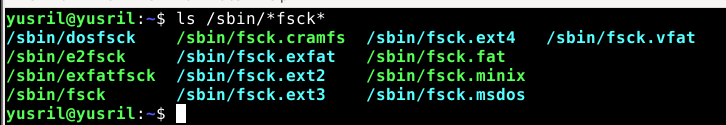 yusril@yusril:~$ ls /sbin/*fsck*
/sbin/dosfsck /sbin/fsck.cramfs /sbin/fsck.ext4 /sbin/fsck.vfat
/sbin/e2fsck /sbin/fsck.exfat /sbin/fsck.fat
/sbin/exfatfsck /sbin/fsck.ext2 /sbin/fsck.minix
/sbin/fsck /sbin/fsck.ext3 /sbin/fsck.msdos
yusril@yusril:~$